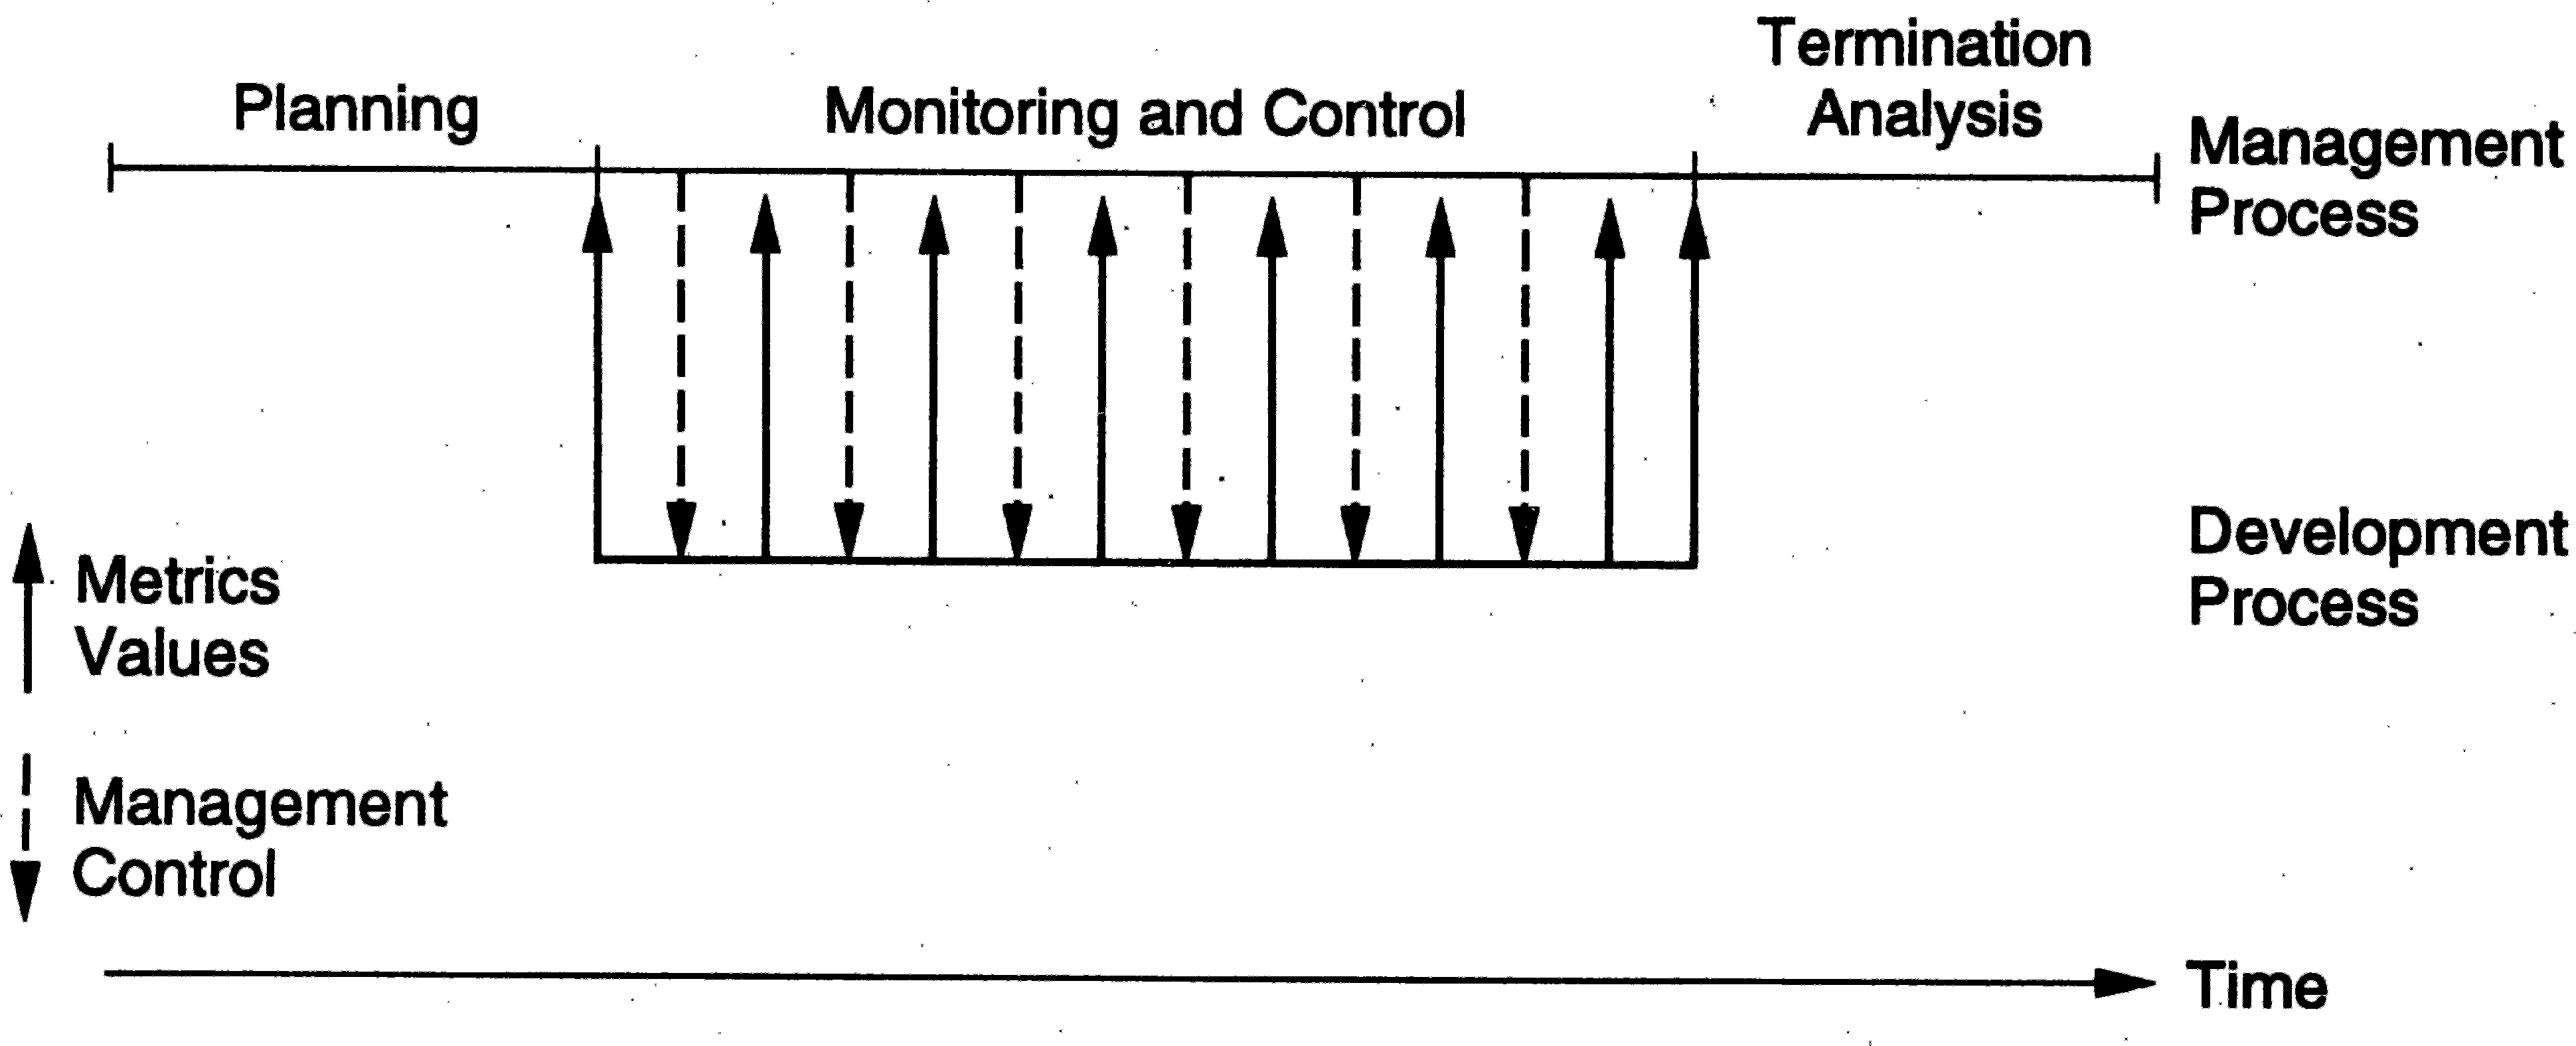 Planning
Monitoring and Control
Termination
Analysis
Management
Process
Development
Process
Metrics
Values
Management
Control
Time